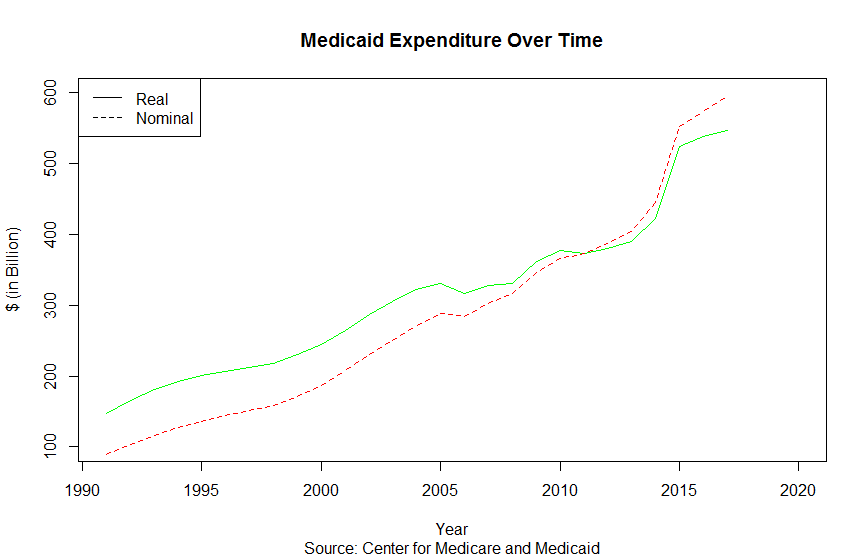 Medicaid Expenditure Over Time
Real
Nominal
600
500
400
300
200
100
$ (in Billion)
1990 1995 2000 2005 2010 2015 2020
Year
Source: Center for Medicare and Medicaid